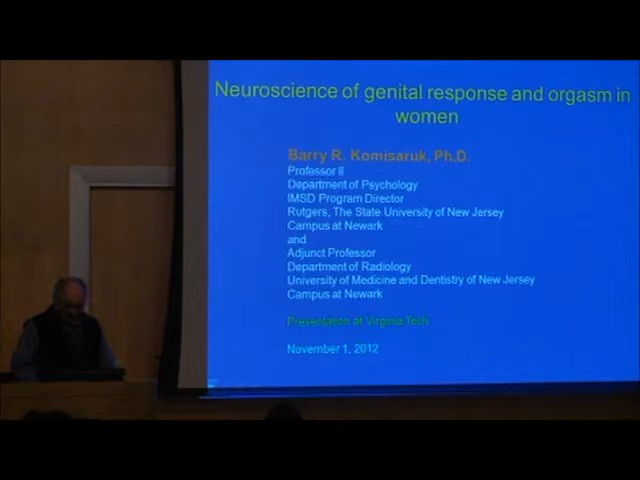 Neuroscience of genital response and orgasm in
women
Barry R. Komisaruk, Ph.D.
Professor II
Department of Psychology
IMSD Program Director
Rutgers, The State University of New Jersey
Campus at Newark
and
Adjunct Professor
Department of Radiology
University of Medicine and Dentistry of New Jersey
Campus at Newark
Presentation at Virginia Tech
November 1, 2012